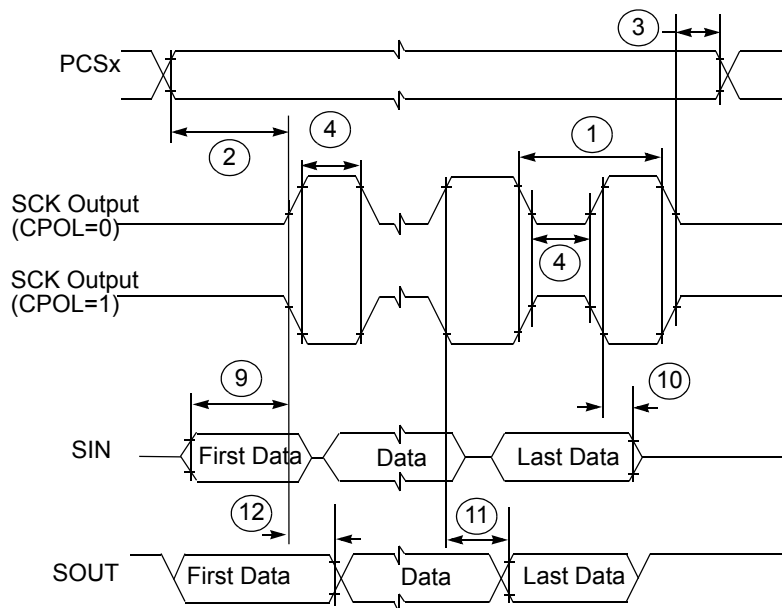 3
PCSx
2
4
1
SCK Output
(CPOL=0)
4
SCK Output
(CPOL=1)
9
10
SIN
First Data
Data
Last Data
12
11
SOUT
First Data
Data
Last Data